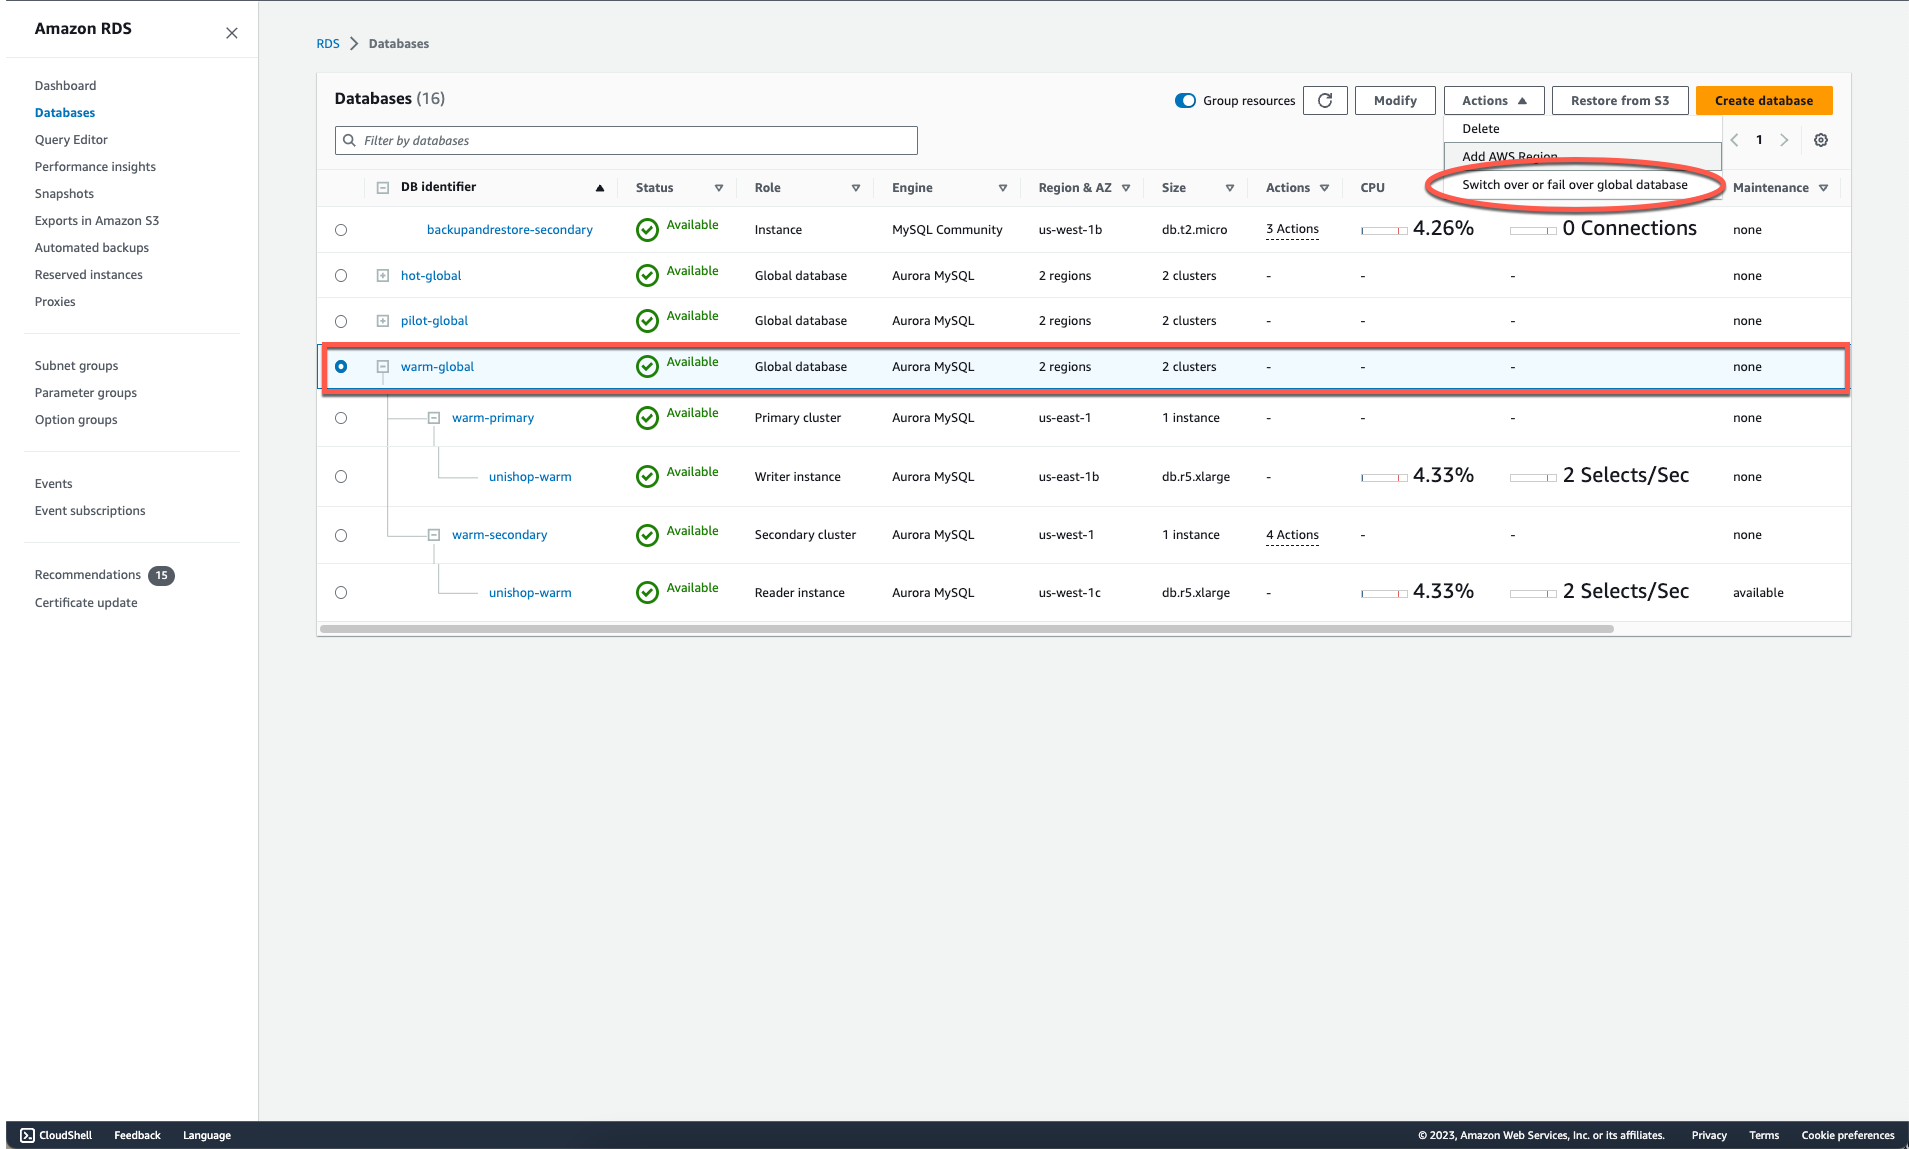 Amazon RDS
Dashboard
Databases
Query Editor
Performance insights
Snapshots
Exports in Amazon S3
Automated backups
Reserved instances
Proxies
Subnet groups
Parameter groups
Option groups
Events
Event subscriptions
Recommendations 15
Certificate update
RDS > Databases
Databases (16)
Group resources
Modify
Actions
Restore from S3
Create database
Filter by databases
Delete
Add AWS Region
Switch over or fail over global database
1
DB identifier Status Role Engine Region & AZ Size Actions CPU Maintenance
backupandrestore-secondary Available Instance MySQL Community us-west-1b db.t2.micro 3 Actions 4.26% 0 Connections none
hot-global Available Global database Aurora MySQL 2 regions 2 clusters - - - none
pilot-global Available Global database Aurora MySQL 2 regions 2 clusters - - - none
warm-global Available Global database Aurora MySQL 2 regions 2 clusters - - - none
warm-primary Available Primary cluster Aurora MySQL us-east-1 1 instance - - - none
unishop-warm Available Writer instance Aurora MySQL us-east-1b db.r5.xlarge - 4.33% 2 Selects/Sec none
warm-secondary Available Secondary cluster Aurora MySQL us-west-1 1 instance 4 Actions - - none
unishop-warm Available Reader instance Aurora MySQL us-west-1c db.r5.xlarge - 4.33% 2 Selects/Sec available
CloudShell Feedback Language © 2023, Amazon Web Services, Inc. or its affiliates. Privacy Terms Cookie preferences